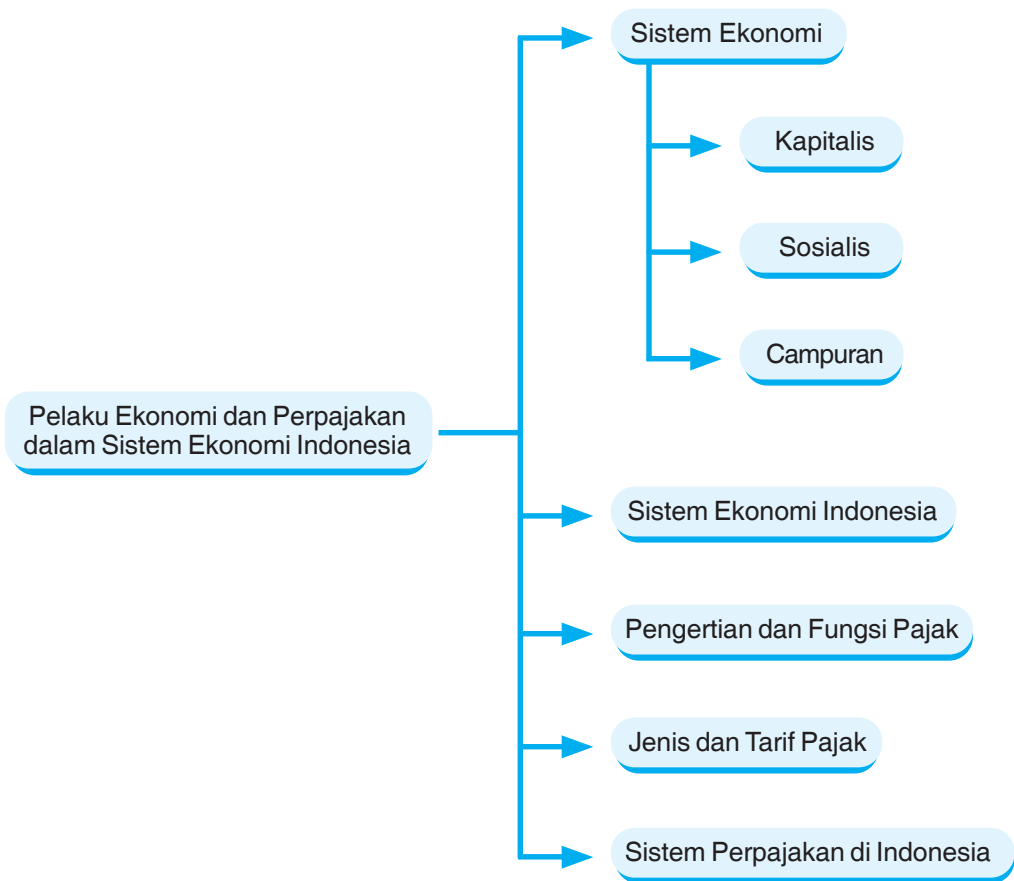 Sistem Ekonomi
Kapitalis
Sosialis
Campuran
Pelaku Ekonomi dan Perpajakan
dalam Sistem Ekonomi Indonesia
Sistem Ekonomi Indonesia
Pengertian dan Fungsi Pajak
Jenis dan Tarif Pajak
Sistem Perpajakan di Indonesia